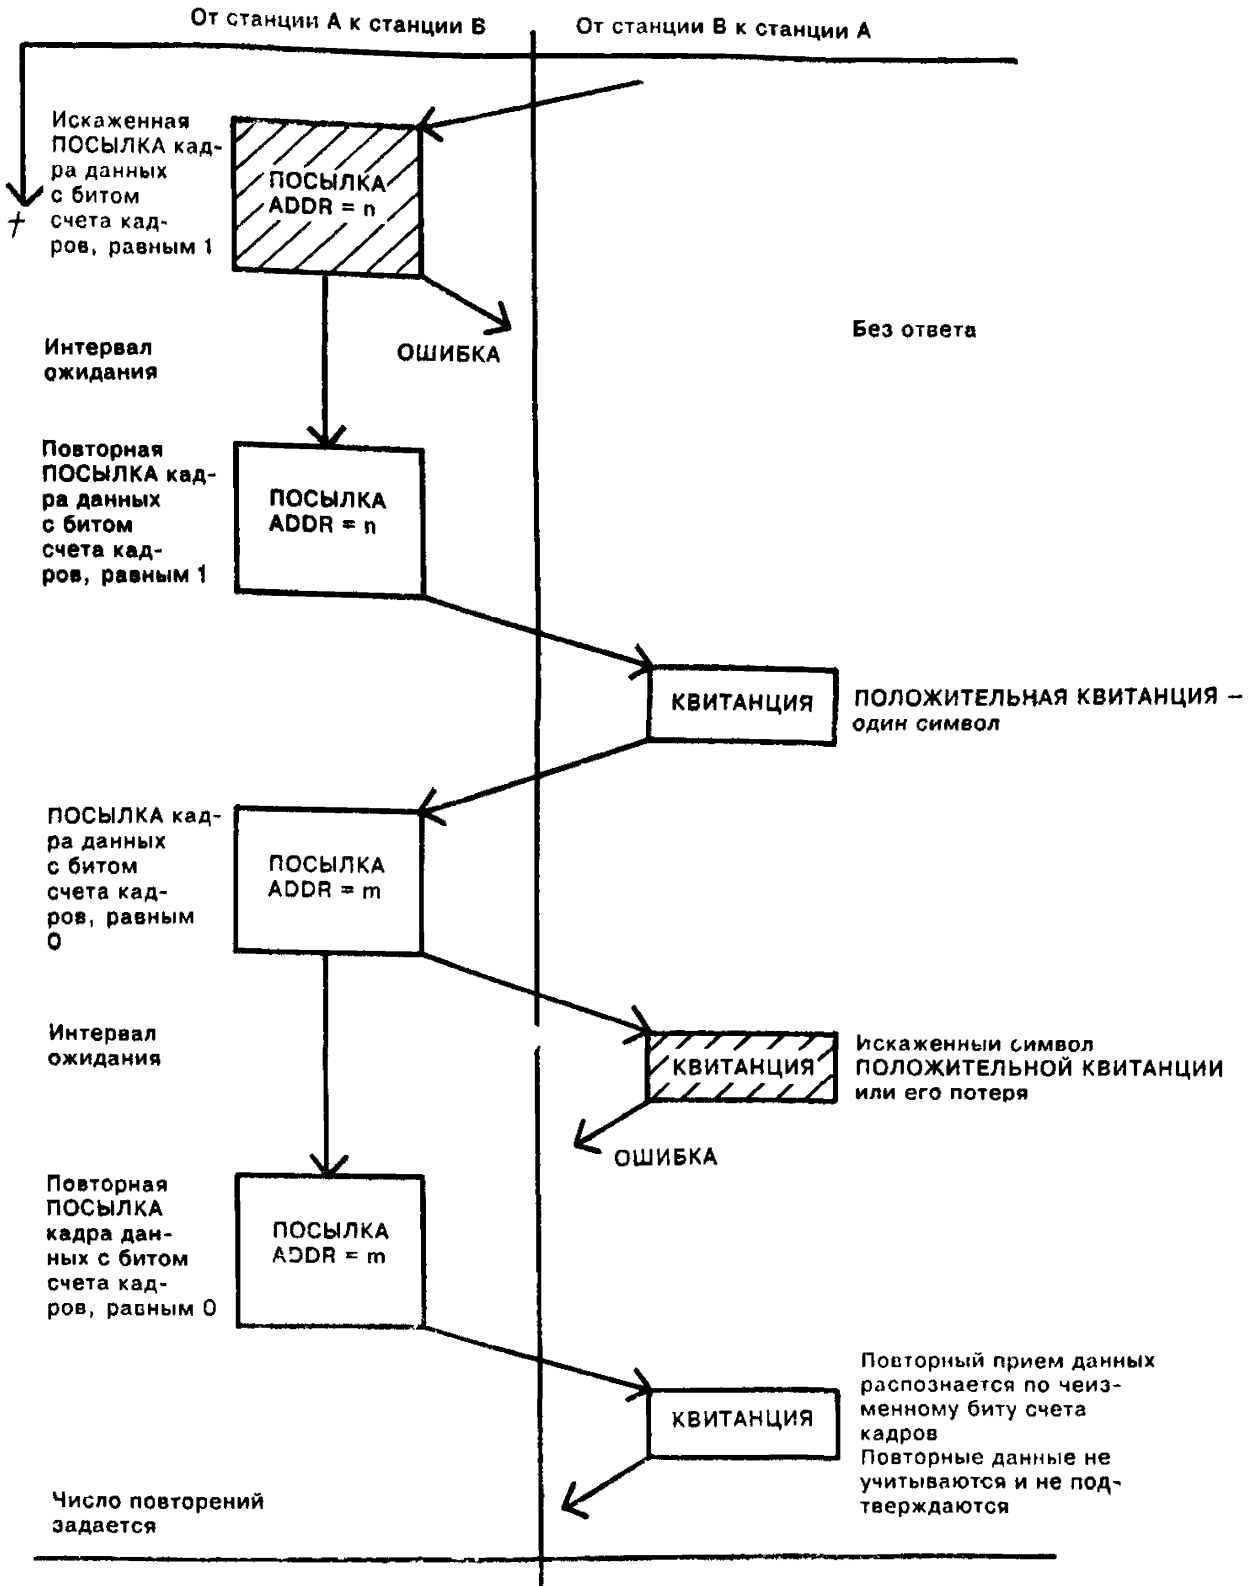 От станции А к станции В
От станции В к станции А
t
Искаженная
ПОСЫЛКА кад-
ра данных
с битом
счета кад-
ров, равным 1
ПОСЫЛКА
ADDR = n
ОШИБКА
Без ответа
Интервал
ожидания
Повторная
ПОСЫЛКА кад-
ра данных
с битом
счета кад-
ров, равным 1
ПОСЫЛКА
ADDR = n
КВИТАНЦИЯ
ПОЛОЖИТЕЛЬНАЯ КВИТАНЦИЯ –
один символ
ПОСЫЛКА кад-
ра данных
с битом
счета кад-
ров, равным
0
ПОСЫЛКА
ADDR = m
Интервал
ожидания
КВИТАНЦИЯ
Искаженный символ
ПОЛОЖИТЕЛЬНОЙ КВИТАНЦИИ
или его потеря
ОШИБКА
Повторная
ПОСЫЛКА
кадра дан-
ных с битом
счета кад-
ров, равным 0
ПОСЫЛКА
ADDR = m
КВИТАНЦИЯ
Повторный прием данных
распознается по чеиз-
менному биту счета
кадров
Повторные данные не
учитываются и не под-
тверждаются
Число повторений
задается